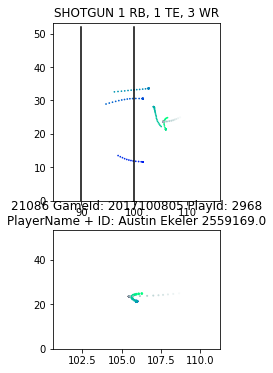 SHOTGUN 1 RB, 1 TE, 3 WR
50
40
30
20
10
0
90 100 110
21086 GameId: 2017100805 PlayId: 2968
PlayerName + ID: Austin Ekeler 2559169.0
40
20
0
102.5 105.0 107.5 110.0